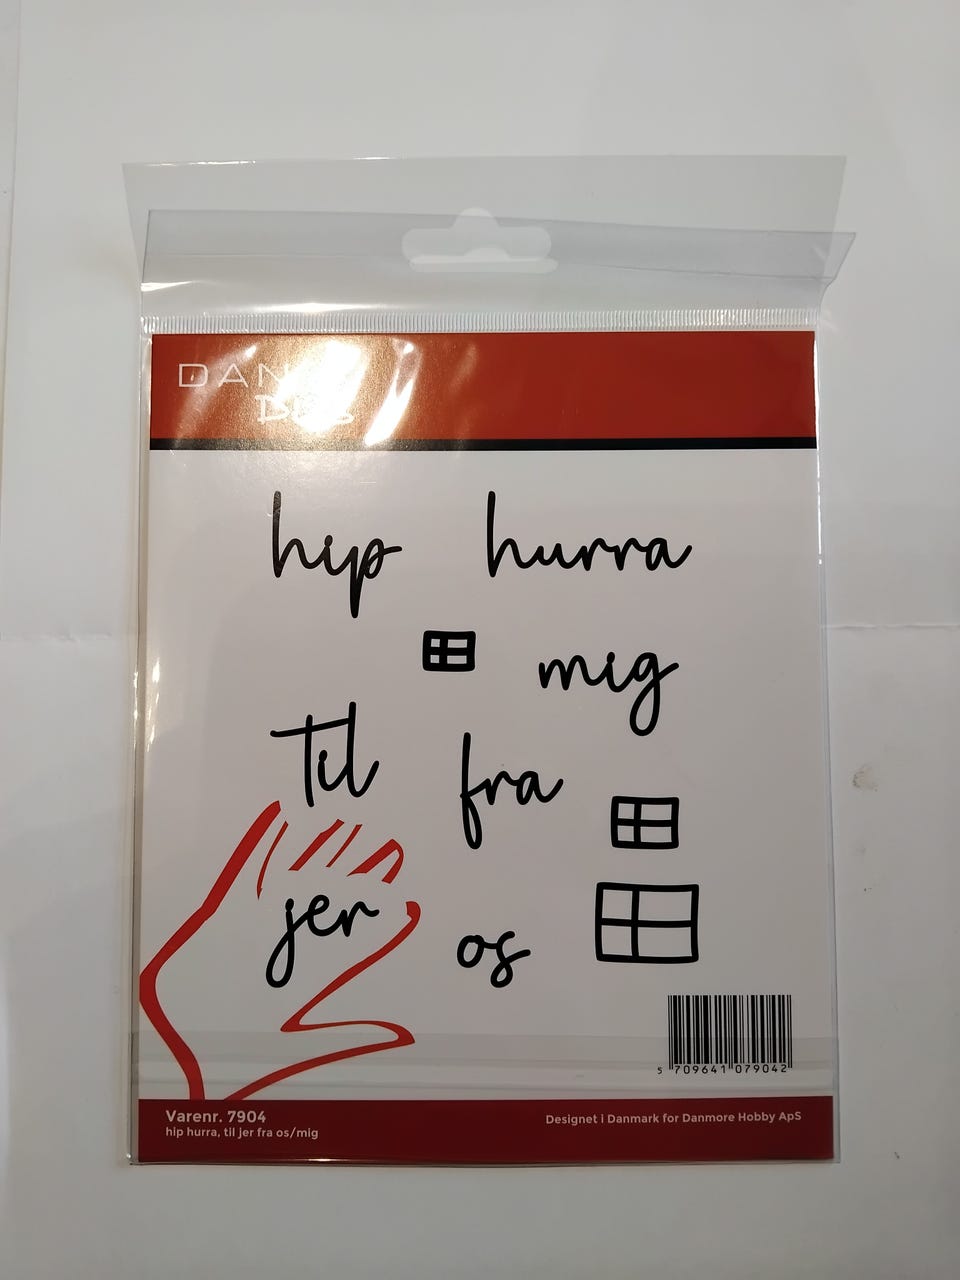 hip hurra
mig
til fra
jer os
5 709641 079042
Varenr. 7904
hip hurra, til jer fra os/mig
Designet i Danmark for Danmore Hobby ApS